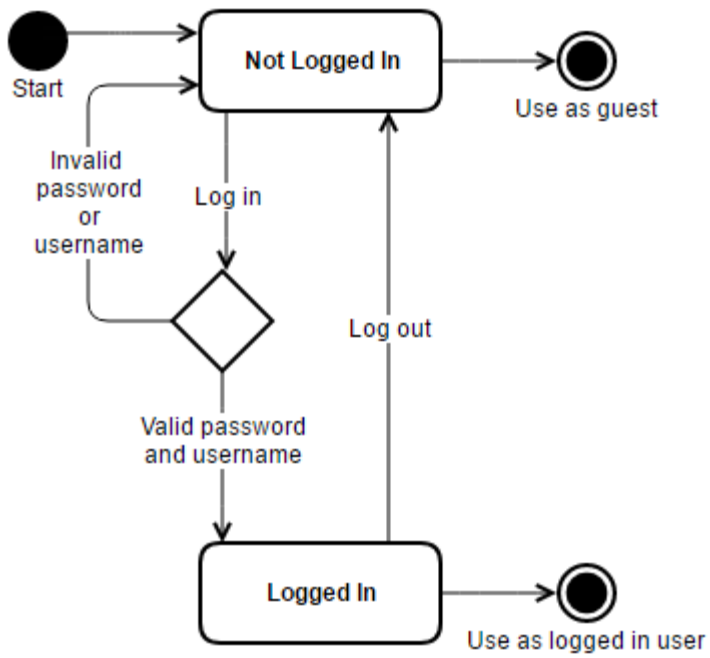 Not Logged In
Start
Use as guest
Invalid
password
or
username
Log in
Log out
Valid password
and username
Logged In
Use as logged in user